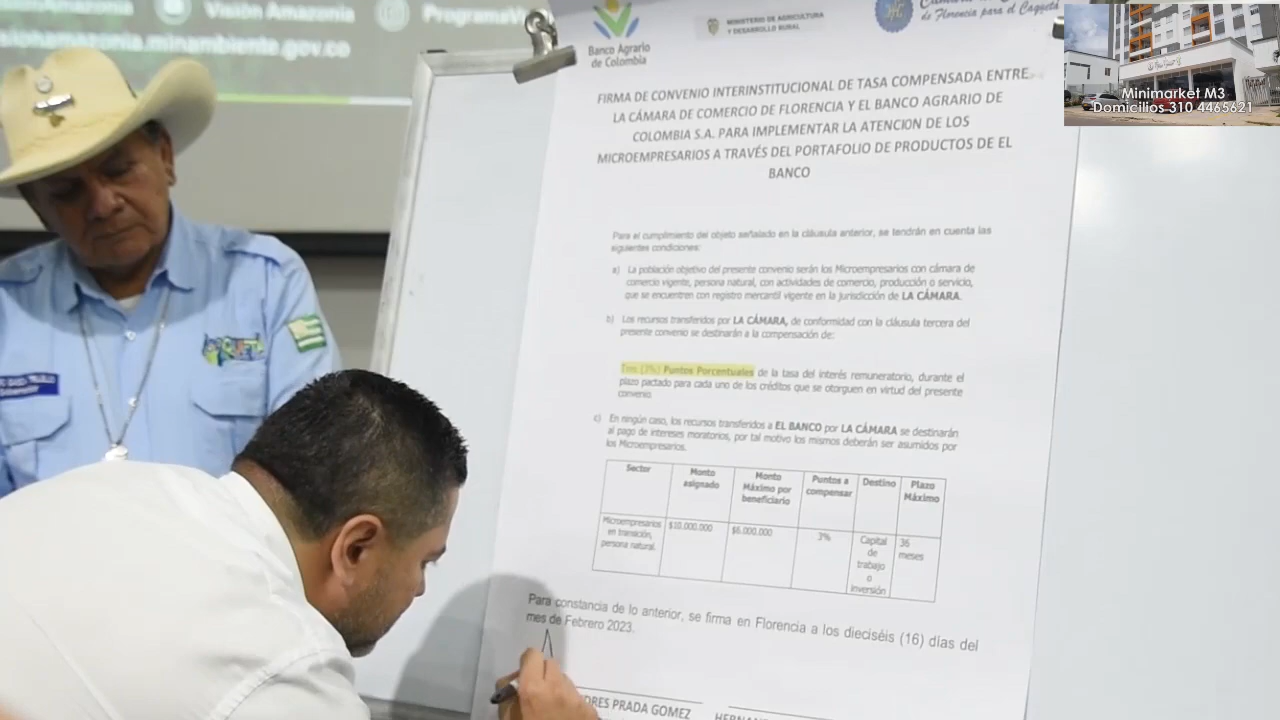 Visión Amazonia
sionamazonia.minambiente.gov.co
Banco Agrario
de Colombia
MINISTERIO DE AGRICULTURA
Y DESARROLLO RURAL
de Florencia para el Caquetá
Minimarket M3
Domicilios 310 4465621
FIRMA DE CONVENIO INTERINSTITUCIONAL DE TASA COMPENSADA ENTRE
LA CÁMARA DE COMERCIO DE FLORENCIA Y EL BANCO AGRARIO DE
COLOMBIA S.A. PARA IMPLEMENTAR LA ATENCION DE LOS
MICROEMPRESARIOS A TRAVÉS DEL PORTAFOLIO DE PRODUCTOS DE EL
BANCO
Para el cumplimiento del objeto señalado en la cláusula anterior, se tendrán en cuenta las
siguientes condiciones:
a) La población objetivo del presente convenio serán los Microempresarios con cámara de
comercio vigente, persona natural, con actividades de comercio, producción o servicio,
que se encuentren con registro mercantil vigente en la jurisdicción de LA CÁMARA.
b) Los recursos transferidos por LA CÁMARA, de conformidad con la cláusula tercera del
presente convenio se destinarán a la compensación de:
Tres (3%) Puntos Porcentuales de la tasa del interés remuneratorio, durante el
plazo pactado para cada uno de los créditos que se otorguen en virtud del presente
convenio.
c) En ningún caso, los recursos transferidos a EL BANCO por LA CÁMARA se destinarán
al pago de intereses moratorios, por tal motivo los mismos deberán ser asumidos por
los Microempresarios.
Sector Monto asignado Monto Máximo por beneficiario Puntos a compensar Destino Plazo Máximo
Microempresarios en transición, persona natural. $10.000.000 $6.000.000 3% Capital de trabajo o inversión 36 meses
Para constancia de lo anterior, se firma en Florencia a los dieciséis (16) días del
mes de Febrero 2023.
DRES PRADA GOMEZ